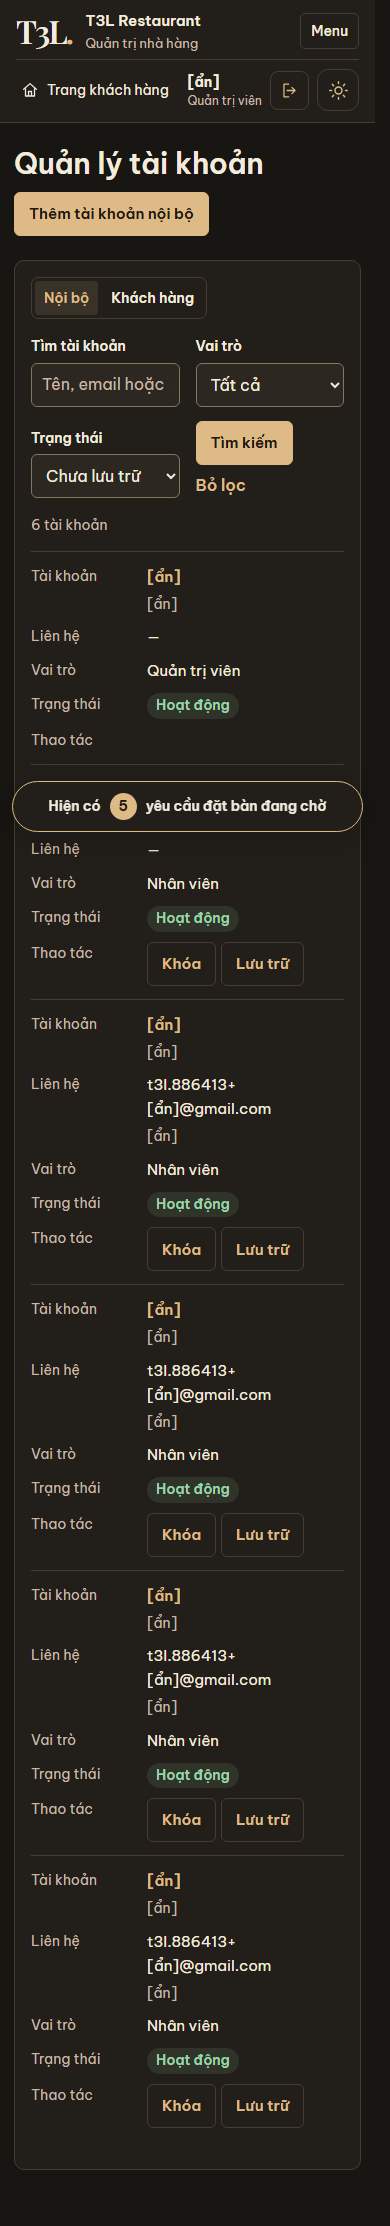 T3L.
T3L Restaurant
Quản trị nhà hàng
Menu
Trang khách hàng
[ẩn]
Quản trị viên
Quản lý tài khoản
Thêm tài khoản nội bộ
Nội bộ
Khách hàng
Tìm tài khoản
Vai trò
Tên, email hoặc
Tất cả
Trạng thái
Tìm kiếm
Chưa lưu trữ
Bỏ lọc
6 tài khoản
Tài khoản
[ẩn]
[ẩn]
Liên hệ
—
Vai trò
Quản trị viên
Trạng thái
Hoạt động
Thao tác
Hiện có 5 yêu cầu đặt bàn đang chờ
Liên hệ
—
Vai trò
Nhân viên
Trạng thái
Hoạt động
Thao tác
Khóa
Lưu trữ
Tài khoản
[ẩn]
[ẩn]
Liên hệ
t3l.886413+
[ẩn]@gmail.com
[ẩn]
Vai trò
Nhân viên
Trạng thái
Hoạt động
Thao tác
Khóa
Lưu trữ
Tài khoản
[ẩn]
[ẩn]
Liên hệ
t3l.886413+
[ẩn]@gmail.com
[ẩn]
Vai trò
Nhân viên
Trạng thái
Hoạt động
Thao tác
Khóa
Lưu trữ
Tài khoản
[ẩn]
[ẩn]
Liên hệ
t3l.886413+
[ẩn]@gmail.com
[ẩn]
Vai trò
Nhân viên
Trạng thái
Hoạt động
Thao tác
Khóa
Lưu trữ
Tài khoản
[ẩn]
[ẩn]
Liên hệ
t3l.886413+
[ẩn]@gmail.com
[ẩn]
Vai trò
Nhân viên
Trạng thái
Hoạt động
Thao tác
Khóa
Lưu trữ